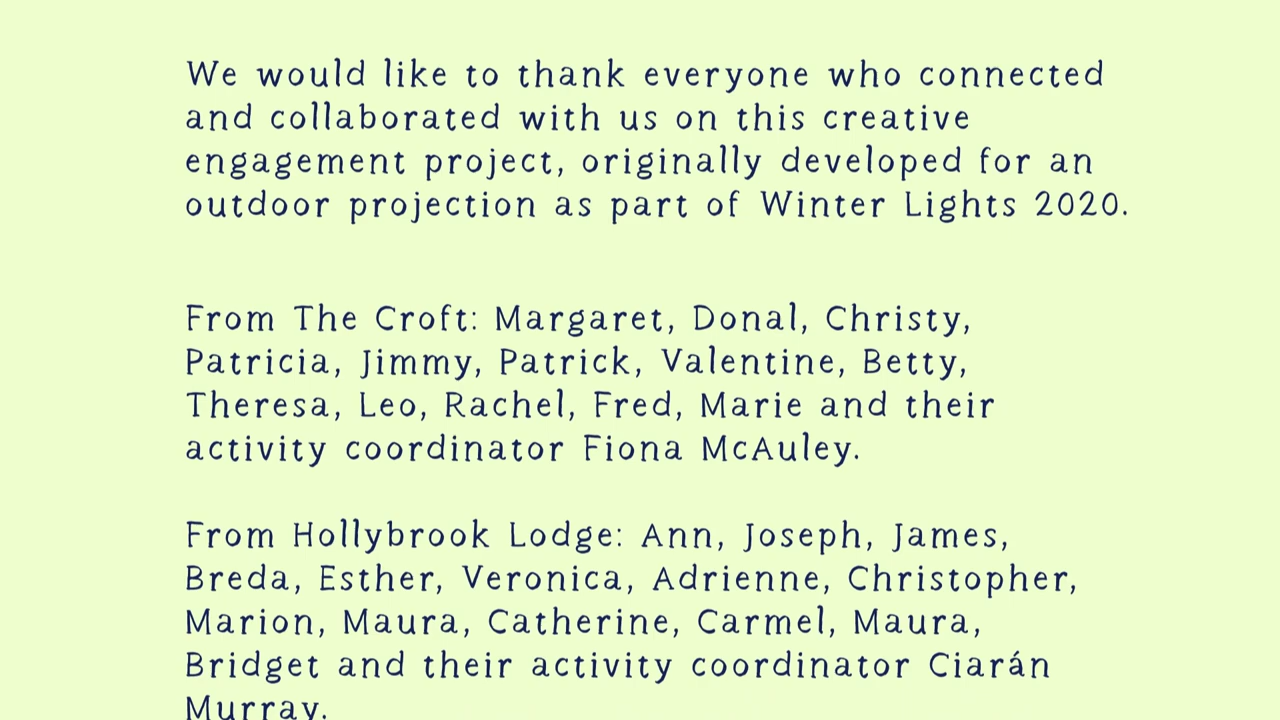 We would like to thank everyone who connected
and collaborated with us on this creative
engagement project, originally developed for an
outdoor projection as part of Winter Lights 2020.
From The Croft: Margaret, Donal, Christy,
Patricia, Jimmy, Patrick, Valentine, Betty,
Theresa, Leo, Rachel, Fred, Marie and their
activity coordinator Fiona McAuley.
From Hollybrook Lodge: Ann, Joseph, James,
Breda, Esther, Veronica, Adrienne, Christopher,
Marion, Maura, Catherine, Carmel, Maura,
Bridget and their activity coordinator Ciarán
Murray.